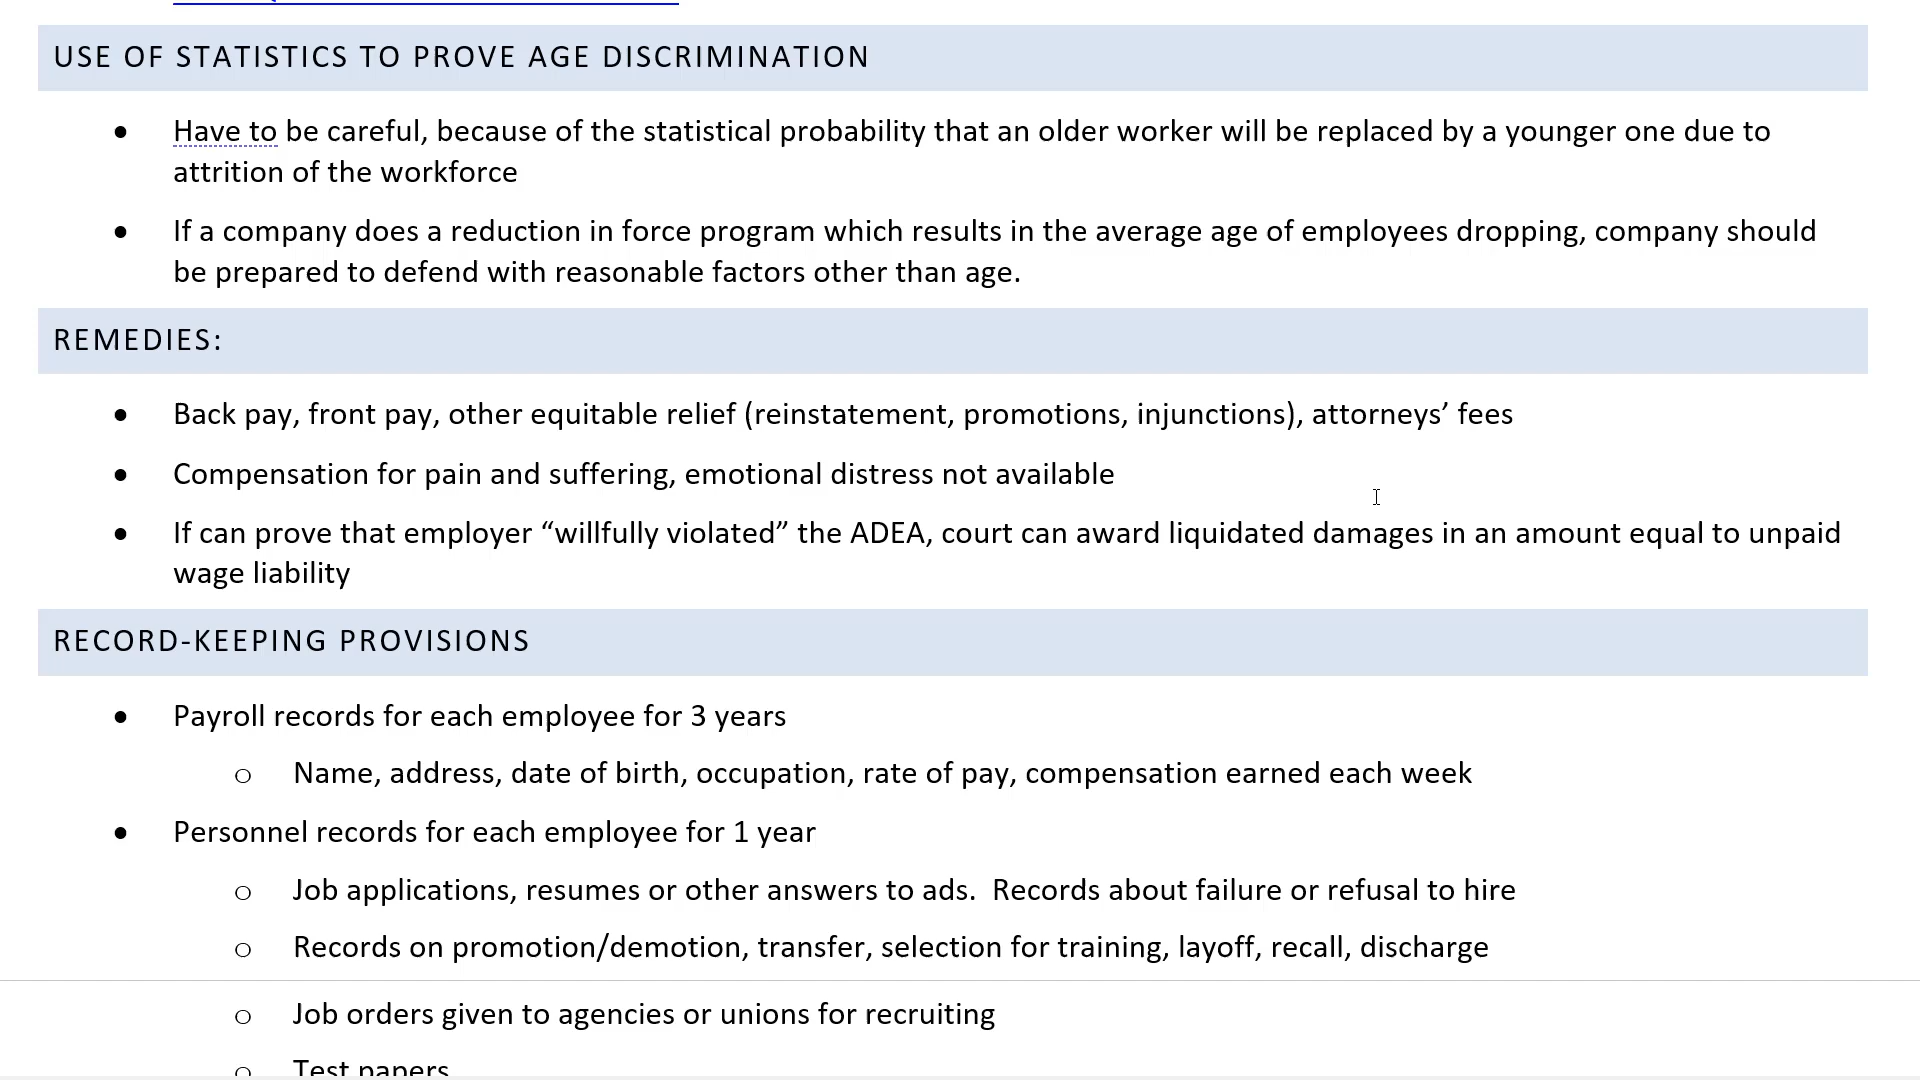 USE OF STATISTICS TO PROVE AGE DISCRIMINATION
• Have to be careful, because of the statistical probability that an older worker will be replaced by a younger one due to
attrition of the workforce
• If a company does a reduction in force program which results in the average age of employees dropping, company should
be prepared to defend with reasonable factors other than age.
REMEDIES:
• Back pay, front pay, other equitable relief (reinstatement, promotions, injunctions), attorneys’ fees
• Compensation for pain and suffering, emotional distress not available
• If can prove that employer “willfully violated” the ADEA, court can award liquidated damages in an amount equal to unpaid
wage liability
RECORD-KEEPING PROVISIONS
• Payroll records for each employee for 3 years
o Name, address, date of birth, occupation, rate of pay, compensation earned each week
• Personnel records for each employee for 1 year
o Job applications, resumes or other answers to ads.  Records about failure or refusal to hire
o Records on promotion/demotion, transfer, selection for training, layoff, recall, discharge
o Job orders given to agencies or unions for recruiting
o Test papers